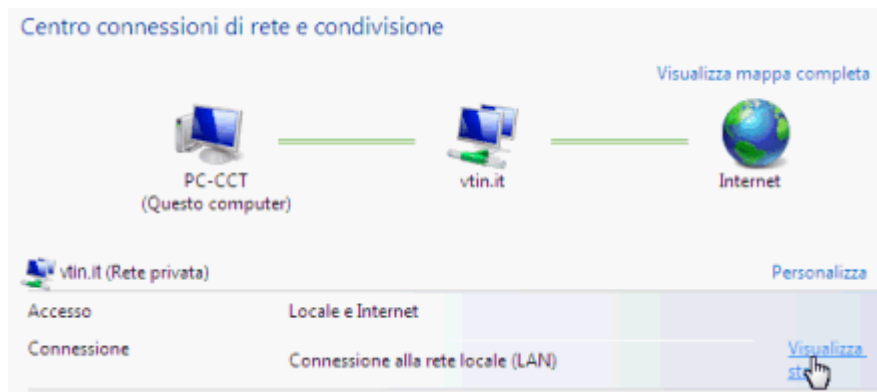 Centro connessioni di rete e condivisione
Visualizza mappa completa
PC-CCT
(Questo computer)
vtin.it
Internet
vtin.it (Rete privata)
Personalizza
Accesso
Locale e Internet
Connessione
Connessione alla rete locale (LAN)
Visualizza